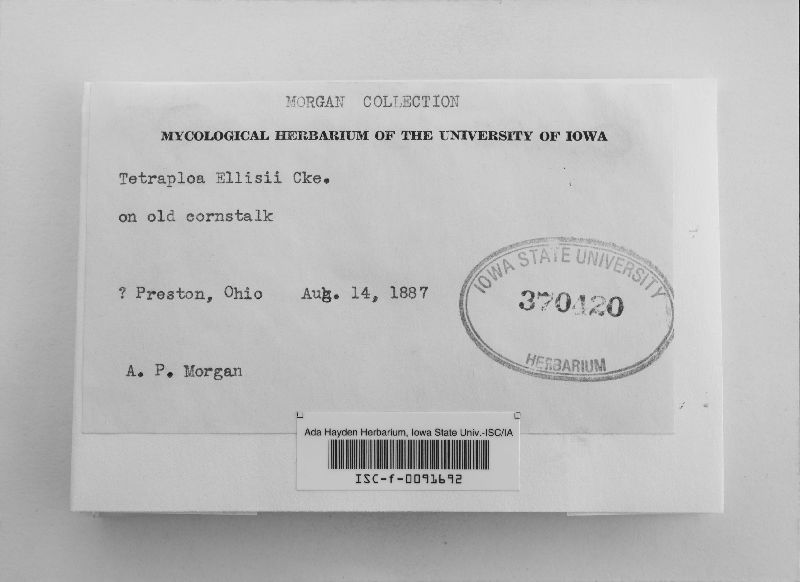 MORGAN COLLECTION
MYCOLOGICAL HERBARIUM OF THE UNIVERSITY OF IOWA
Tetraploa Ellisii Cke.
on old cornstalk
? Preston, Ohio Aug. 14, 1887
A. P. Morgan
IOWA STATE UNIVERSITY
370420
HERBARIUM
Ada Hayden Herbarium, Iowa State Univ.-ISC/IA
ISC-f-0091692